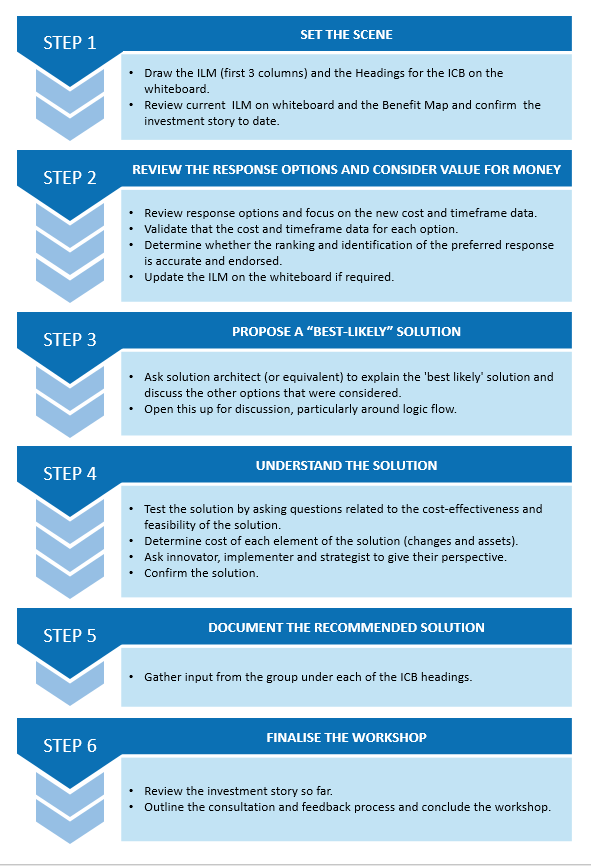 STEP 1
SET THE SCENE
• Draw the ILM (first 3 columns) and the Headings for the ICB on the
whiteboard.
• Review current ILM on whiteboard and the Benefit Map and confirm the
investment story to date.
STEP 2
REVIEW THE RESPONSE OPTIONS AND CONSIDER VALUE FOR MONEY
• Review response options and focus on the new cost and timeframe data.
• Validate that the cost and timeframe data for each option.
• Determine whether the ranking and identification of the preferred response
is accurate and endorsed.
• Update the ILM on the whiteboard if required.
STEP 3
PROPOSE A “BEST-LIKELY” SOLUTION
• Ask solution architect (or equivalent) to explain the 'best likely' solution and
discuss the other options that were considered.
• Open this up for discussion, particularly around logic flow.
STEP 4
UNDERSTAND THE SOLUTION
• Test the solution by asking questions related to the cost-effectiveness and
feasibility of the solution.
• Determine cost of each element of the solution (changes and assets).
• Ask innovator, implementer and strategist to give their perspective.
• Confirm the solution.
STEP 5
DOCUMENT THE RECOMMENDED SOLUTION
• Gather input from the group under each of the ICB headings.
STEP 6
FINALISE THE WORKSHOP
• Review the investment story so far.
• Outline the consultation and feedback process and conclude the workshop.